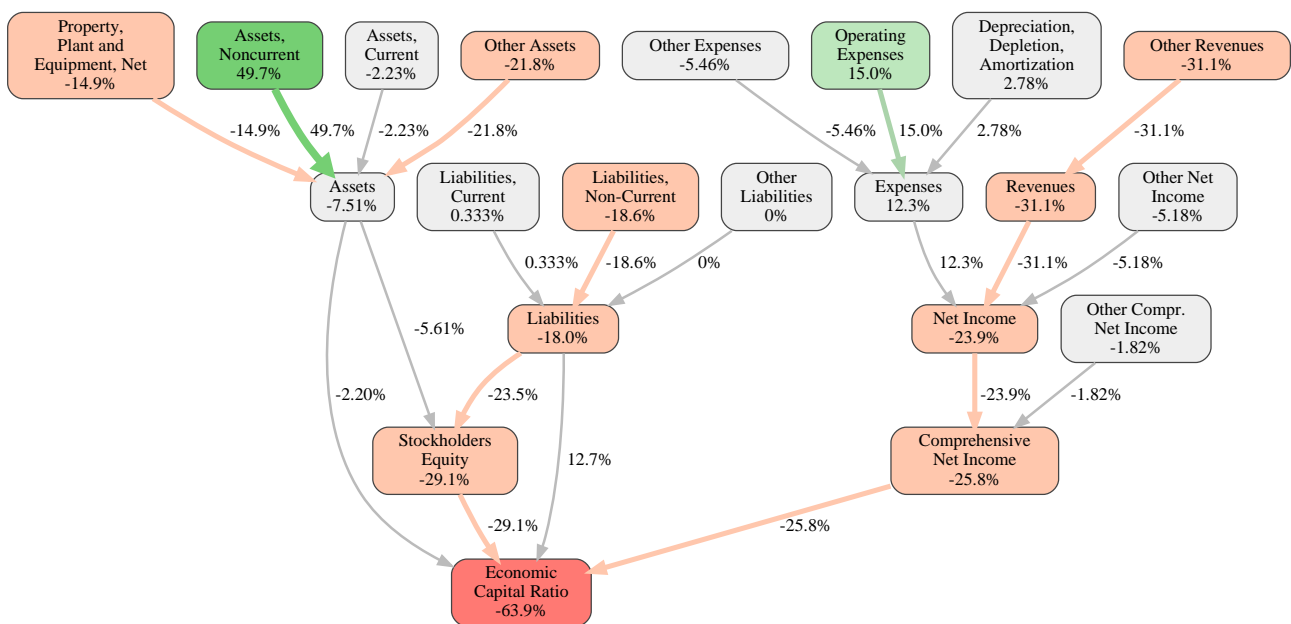 Property,
Plant and
Equipment, Net
-14.9%
Assets,
Noncurrent
49.7%
Assets,
Current
-2.23%
Other Assets
-21.8%
Other Expenses
-5.46%
Operating
Expenses
15.0%
Depreciation,
Depletion,
Amortization
2.78%
Other Revenues
-31.1%
-14.9%
49.7%
-2.23%
-21.8%
-5.46%
15.0%
2.78%
-31.1%
Assets
-7.51%
Liabilities,
Current
0.333%
Liabilities,
Non-Current
-18.6%
Other
Liabilities
0%
Expenses
12.3%
Revenues
-31.1%
Other Net
Income
-5.18%
0.333%
-18.6%
0%
12.3%
-31.1%
-5.18%
-5.61%
Liabilities
-18.0%
Net Income
-23.9%
Other Compr.
Net Income
-1.82%
-2.20%
-23.5%
-23.9%
-1.82%
Stockholders
Equity
-29.1%
12.7%
Comprehensive
Net Income
-25.8%
-29.1%
-25.8%
Economic
Capital Ratio
-63.9%